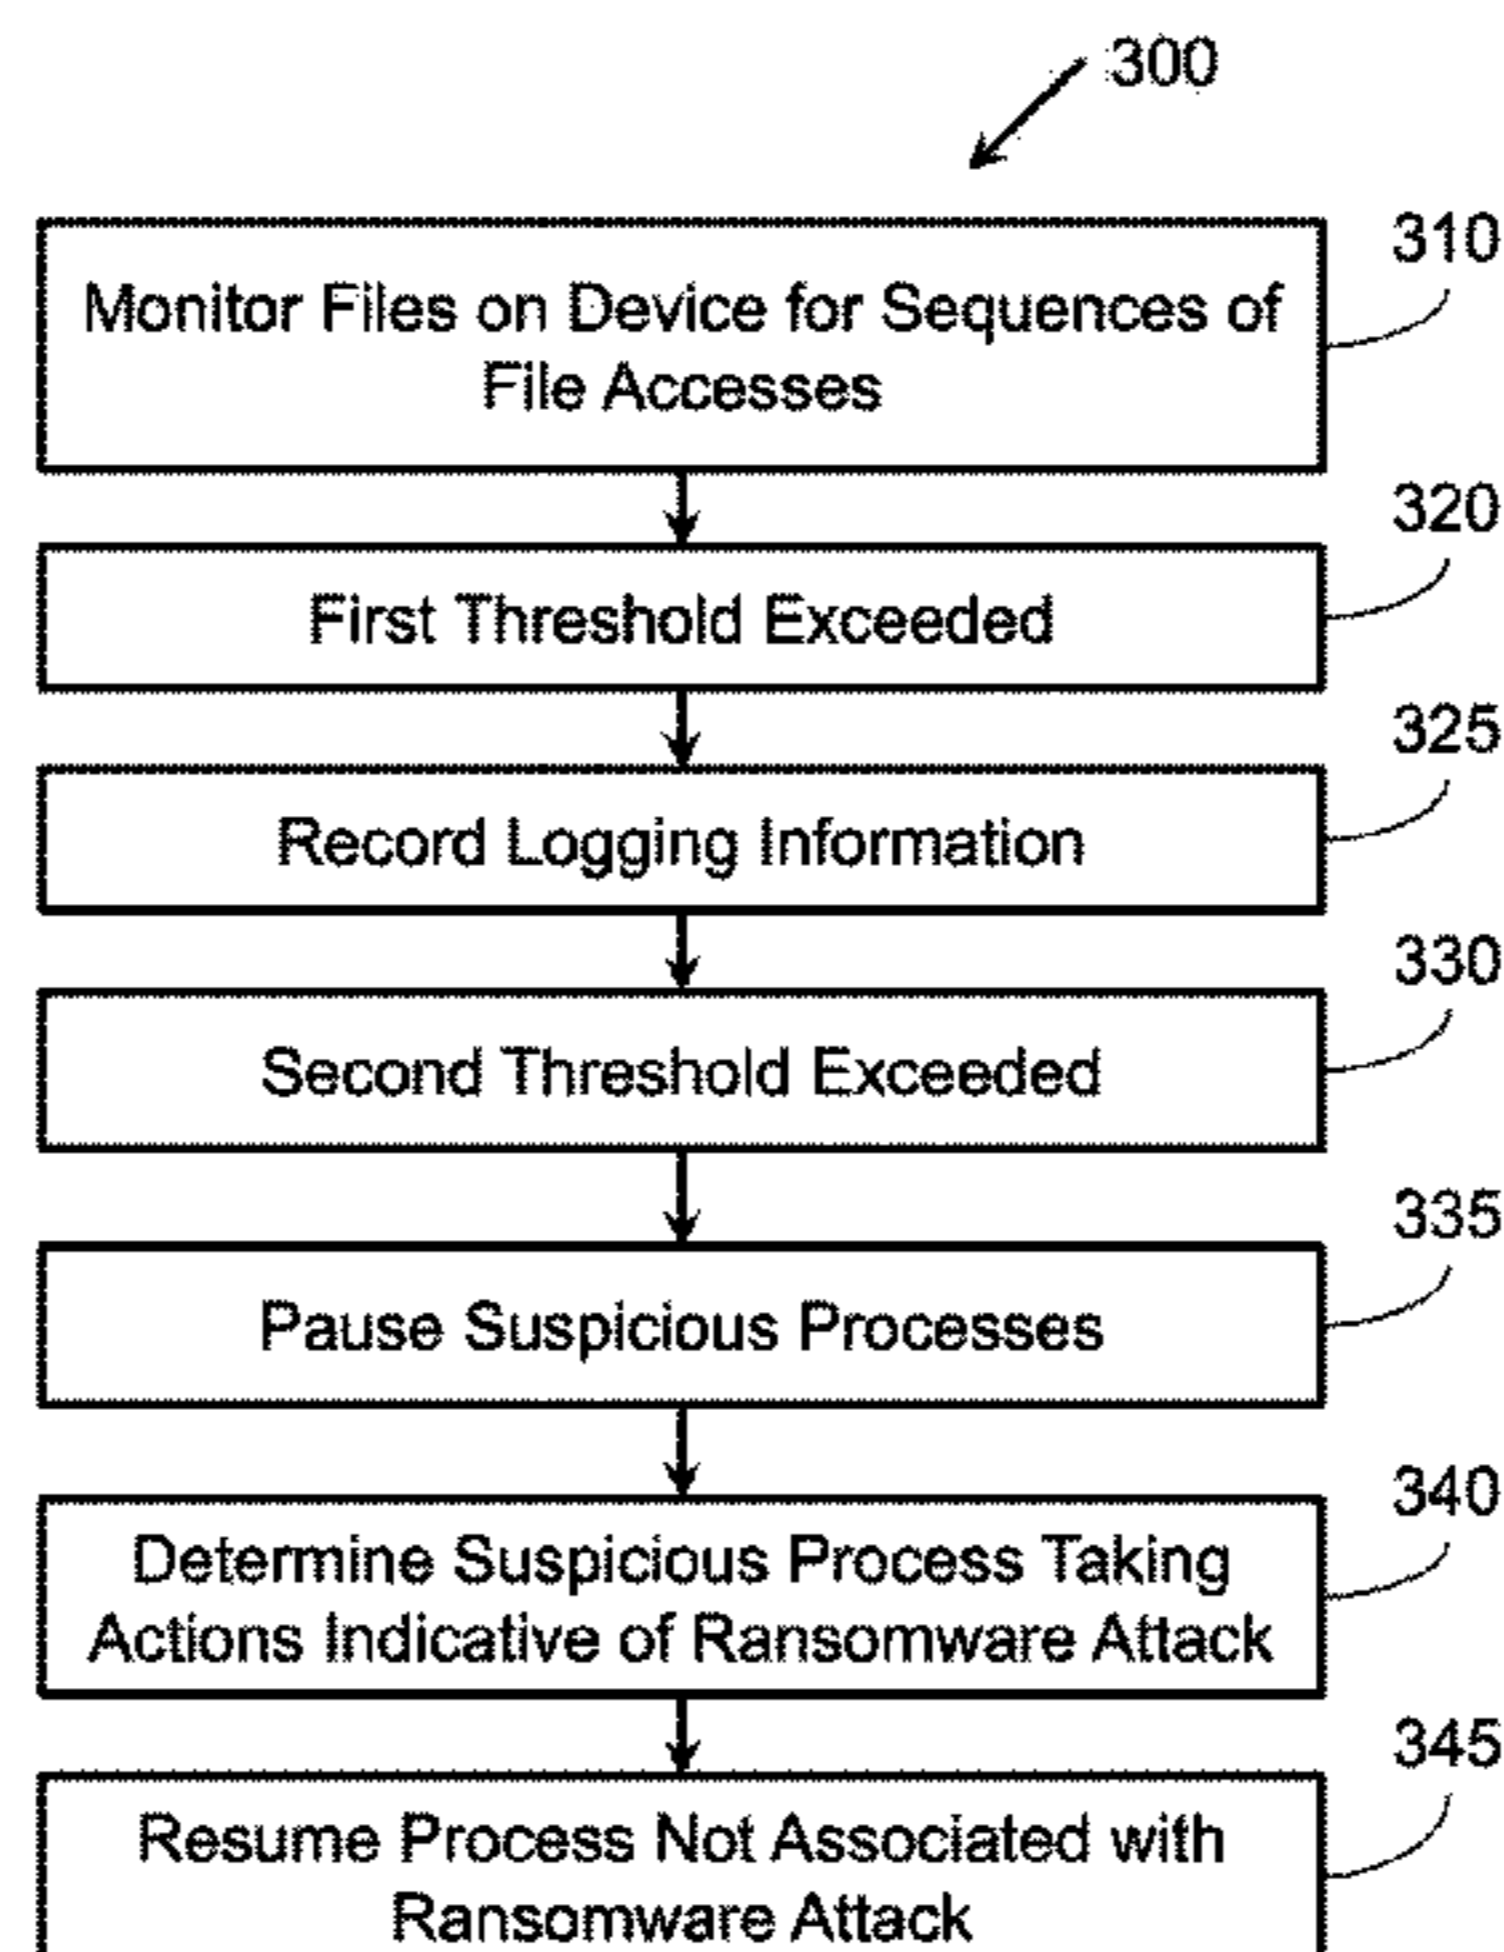 300
310
Monitor Files on Device for Sequences of
File Accesses
320
First Threshold Exceeded
325
Record Logging Information
330
Second Threshold Exceeded
335
Pause Suspicious Processes
340
Determine Suspicious Process Taking
Actions Indicative of Ransomware Attack
345
Resume Process Not Associated with
Ransomware Attack